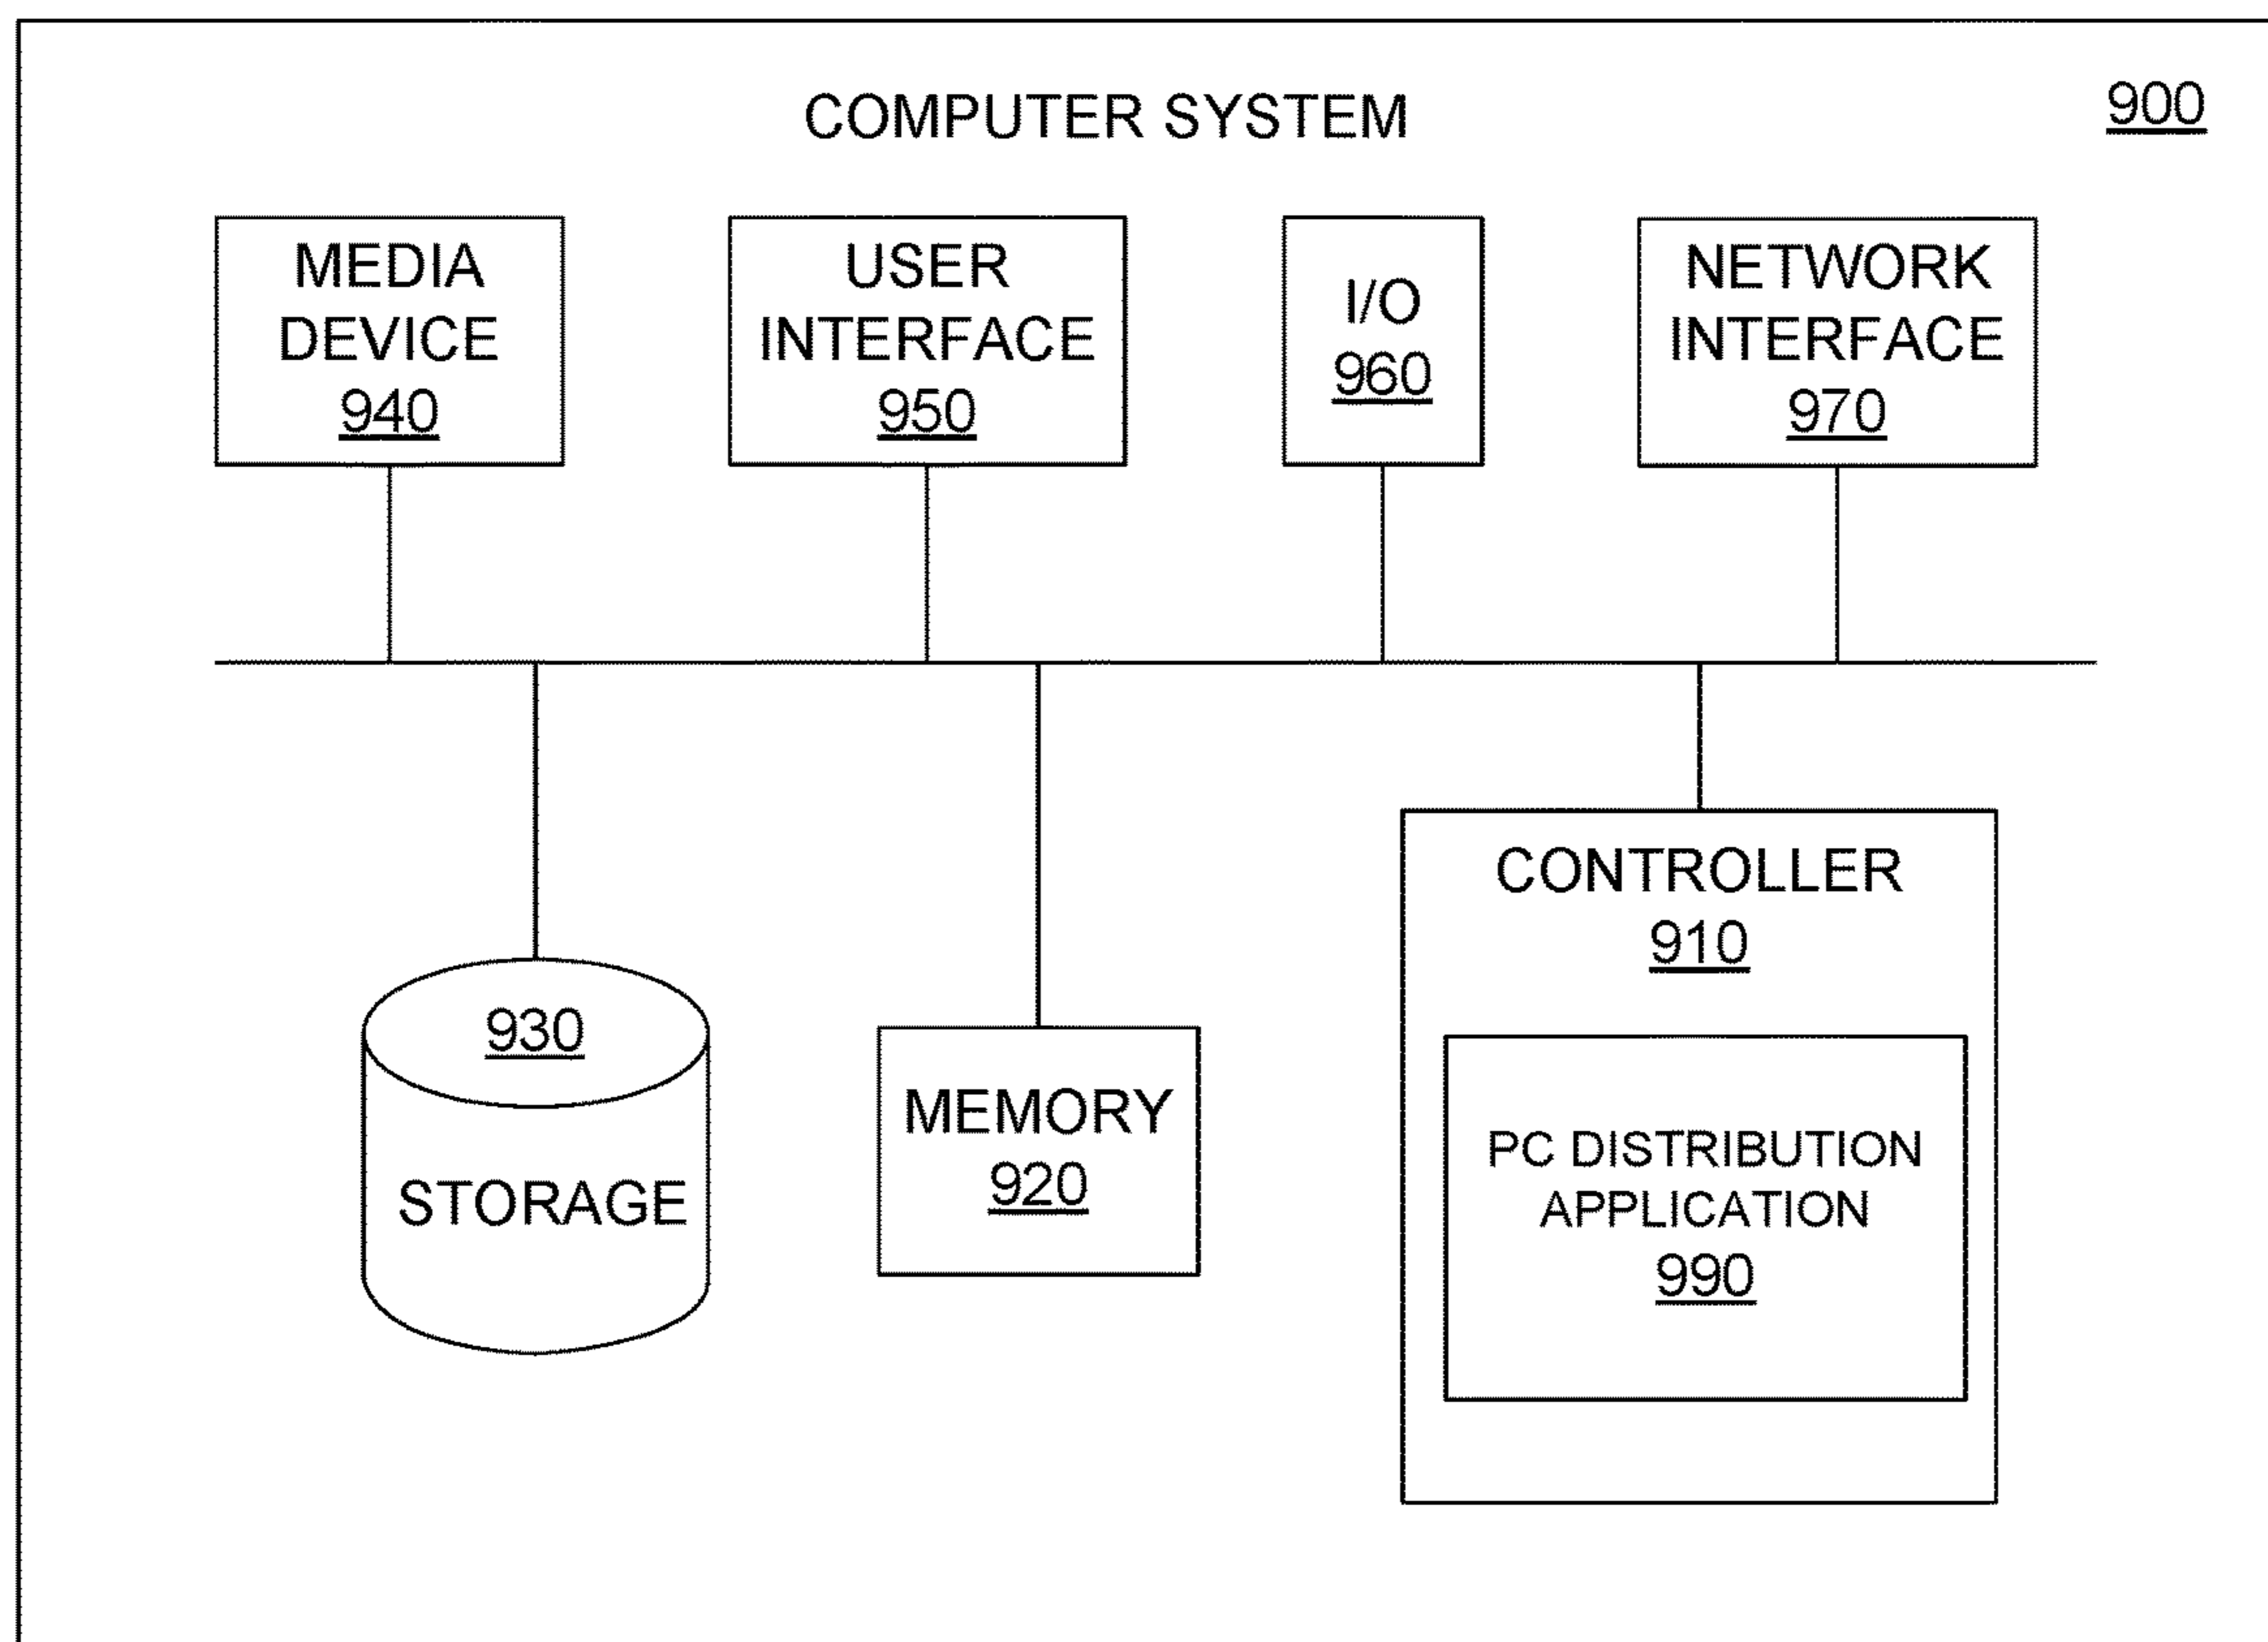 COMPUTER SYSTEM
900
MEDIA
DEVICE
940
USER
INTERFACE
950
I/O
960
NETWORK
INTERFACE
970
930
STORAGE
MEMORY
920
CONTROLLER
910
PC DISTRIBUTION
APPLICATION
990